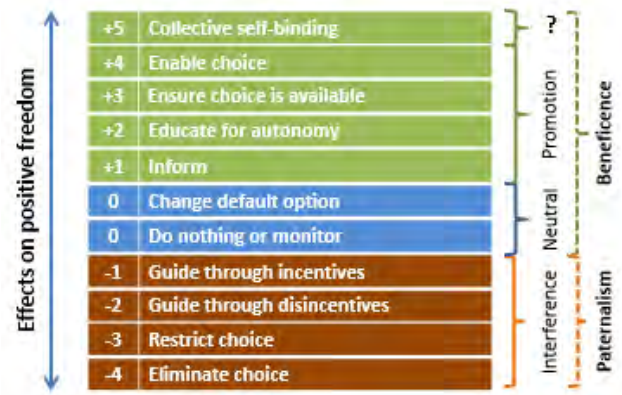 Effects on positive freedom
+5 Collective self-binding
+4 Enable choice
+3 Ensure choice is available
+2 Educate for autonomy
+1 Inform
0 Change default option
0 Do nothing or monitor
-1 Guide through incentives
-2 Guide through disincentives
-3 Restrict choice
-4 Eliminate choice
?
Promotion
Neutral
Interference
Beneficence
Paternalism